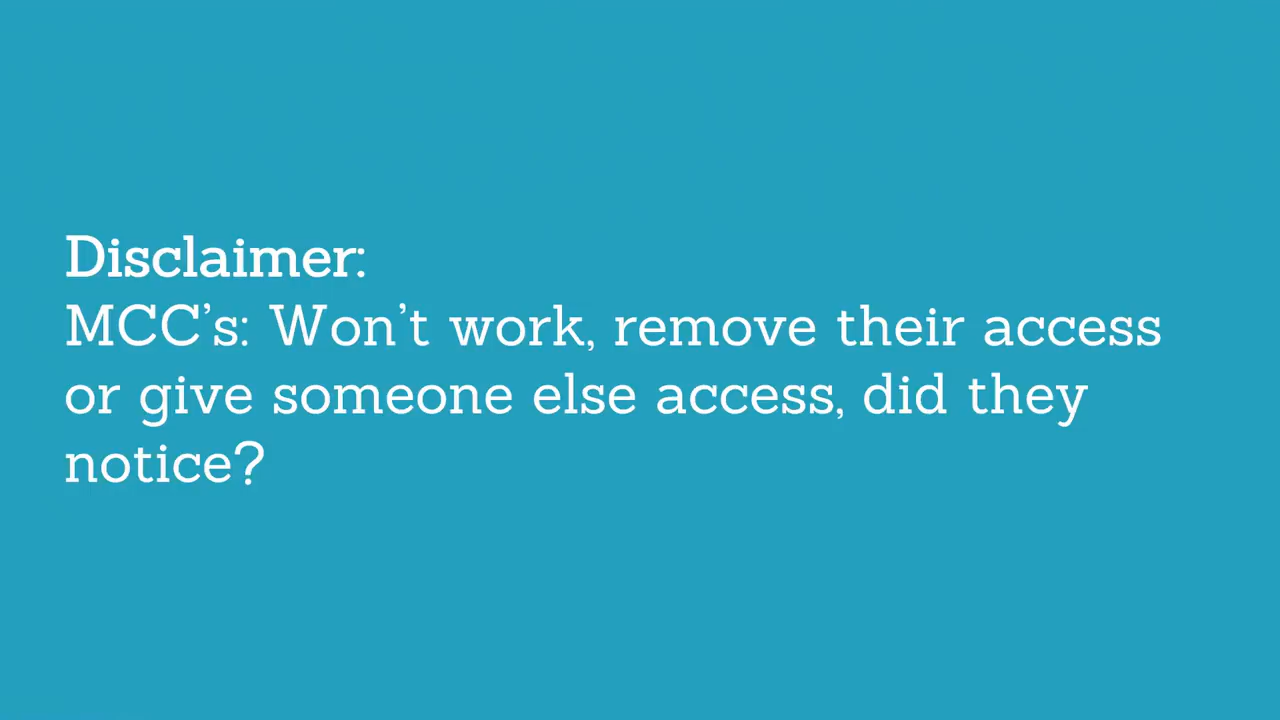 Disclaimer:
MCC’s: Won’t work, remove their access
or give someone else access, did they
notice?